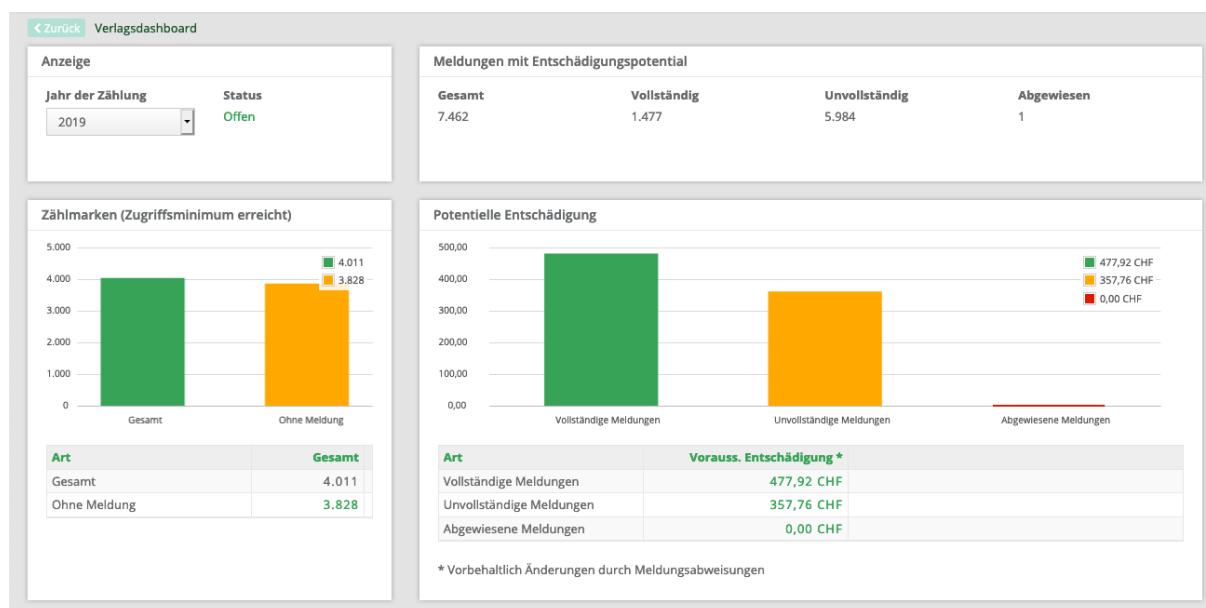 Zurück Verlagsdashboard
Anzeige
Jahr der Zählung Status
2019 Offen
Meldungen mit Entschädigungspotential
Gesamt Vollständig Unvollständig Abgewiesen
7.462 1.477 5.984 1
Zählmarken (Zugriffsminimum erreicht)
5.000
4.011
4.000
3.828
3.000
2.000
1.000
0
Gesamt Ohne Meldung
Art Gesamt
Gesamt 4.011
Ohne Meldung 3.828
Potentielle Entschädigung
500,00
477,92 CHF
400,00
357,76 CHF
0,00 CHF
300,00
200,00
100,00
0,00
Vollständige Meldungen Unvollständige Meldungen Abgewiesene Meldungen
Art Vorauss. Entschädigung *
Vollständige Meldungen 477,92 CHF
Unvollständige Meldungen 357,76 CHF
Abgewiesene Meldungen 0,00 CHF
* Vorbehaltlich Änderungen durch Meldungsabweisungen